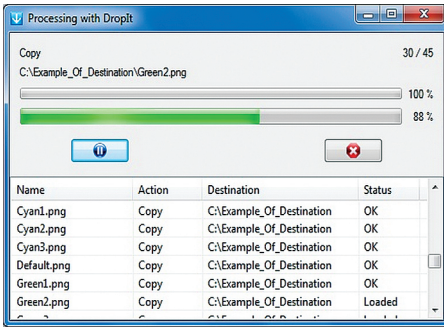 Processing with DropIt
Copy 30 / 45
C:\Example_Of_Destination\Green2.png
100 %
88 %
Name Action Destination Status
Cyan1.png Copy C:\Example_Of_Destination OK
Cyan2.png Copy C:\Example_Of_Destination OK
Cyan3.png Copy C:\Example_Of_Destination OK
Default.png Copy C:\Example_Of_Destination OK
Green1.png Copy C:\Example_Of_Destination OK
Green2.png Copy C:\Example_Of_Destination Loaded